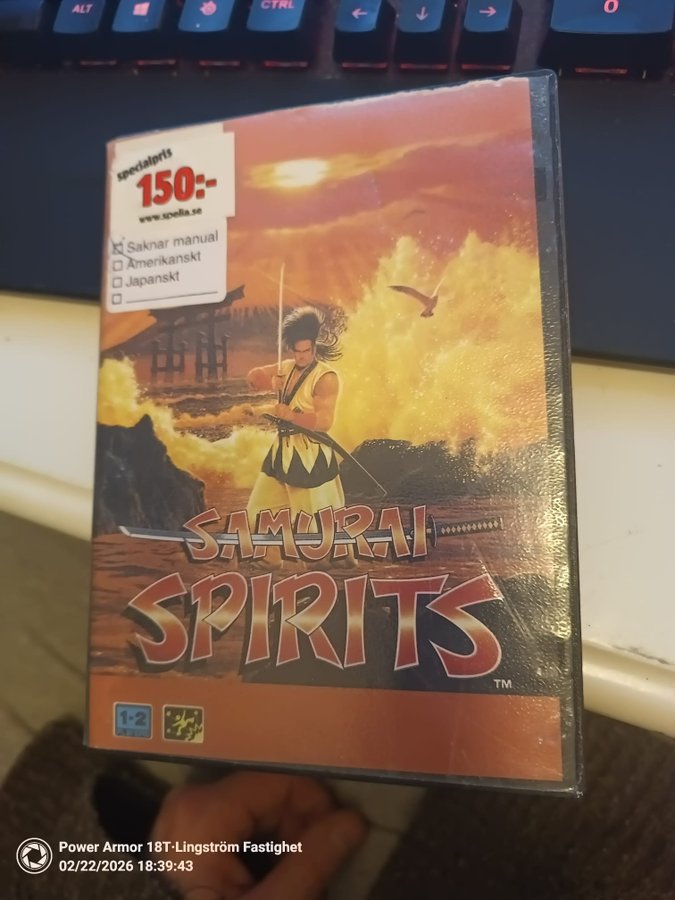 ALT
CTRL
←
↓
→
0
specialpris
150:-
www.spella.se
Saknar manual
Amerikanskt
Japanskt
SAMURAI
SPIRITS
TM
1-2
Power Armor 18T·Lingström Fastighet
02/22/2026 18:39:43